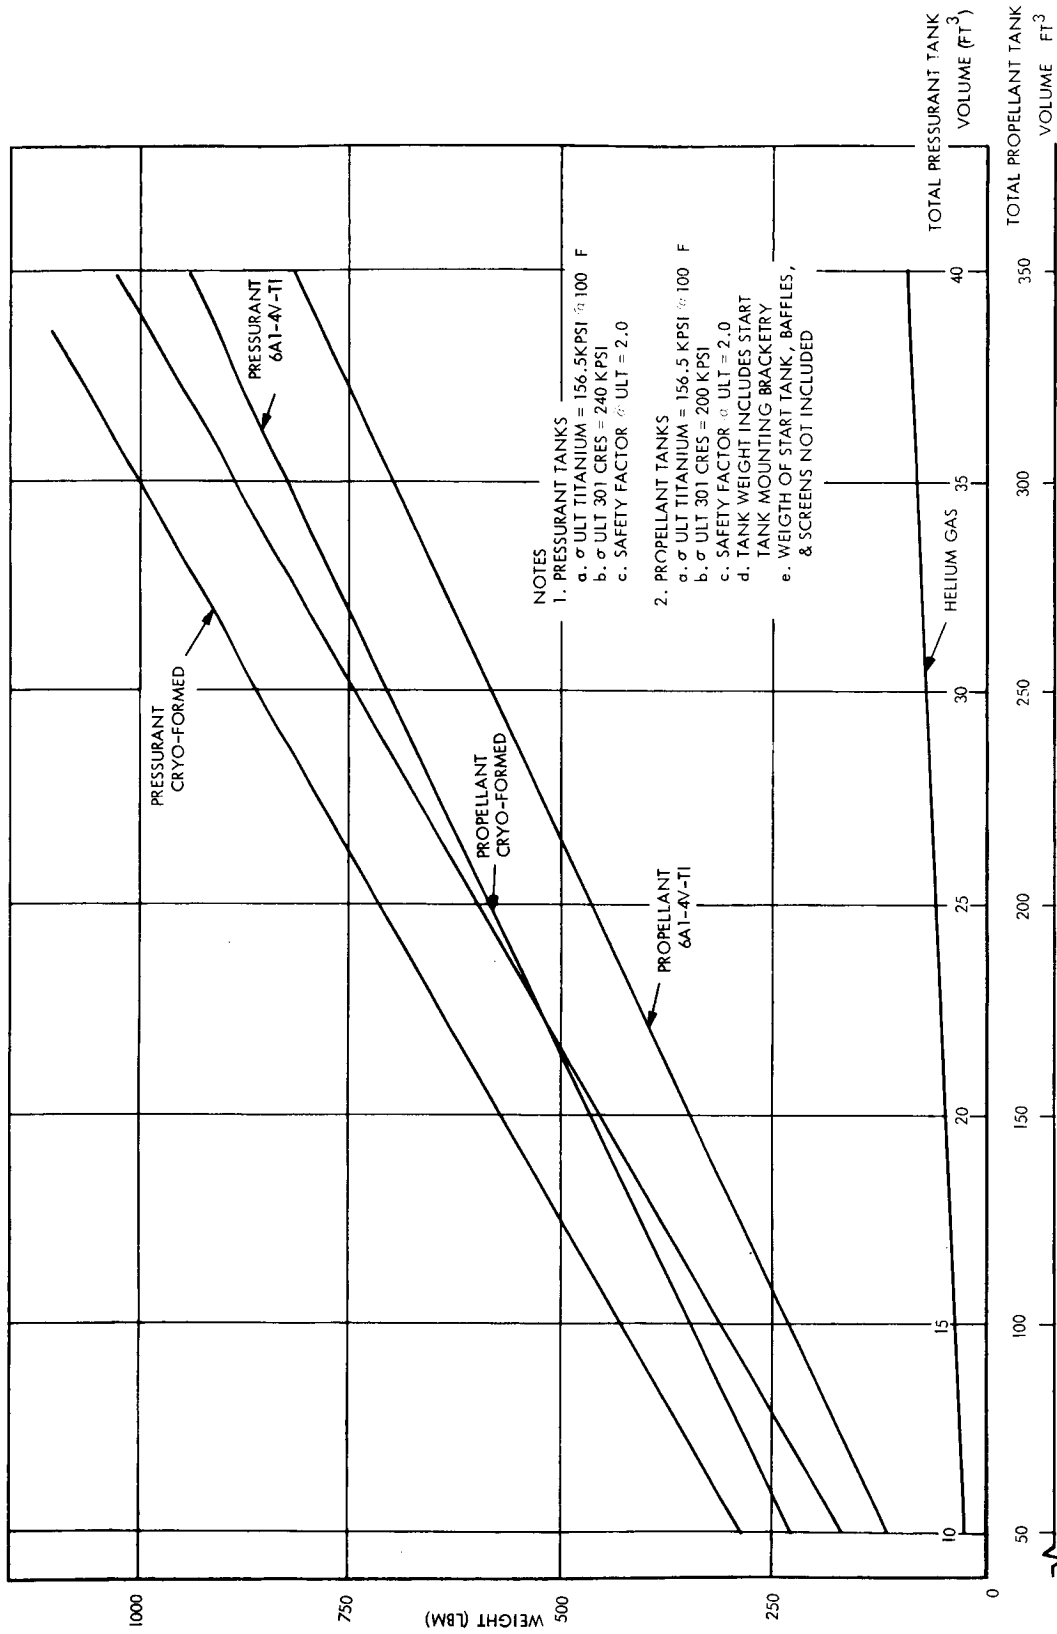 PRESSURANT
CRYO-FORMED
PRESSURANT
6A1-4V-TI
PROPELLANT
CRYO-FORMED
PROPELLANT
6A1-4V-TI
HELIUM GAS
NOTES
1. PRESSURANT TANKS
a. σ ULT TITANIUM = 156.5KPSI 100 F
b. σ ULT 301 CRES = 240 KPSI
c. SAFETY FACTOR ULT = 2.0
2. PROPELLANT TANKS
a. σ ULT TITANIUM = 156.5 KPSI 100 F
b. σ ULT 301 CRES = 200 KPSI
c. SAFETY FACTOR ULT = 2.0
d. TANK WEIGHT INCLUDES START
TANK MOUNTING BRACKETRY
e. WEIGTH OF START TANK, BAFFLES,
& SCREENS NOT INCLUDED
WEIGHT (LBM)
1000
750
500
250
0
10 15 20 25 30 35 40
TOTAL PRESSURANT TANK
VOLUME (FT³)
50 100 150 200 250 300 350
TOTAL PROPELLANT TANK
VOLUME FT³